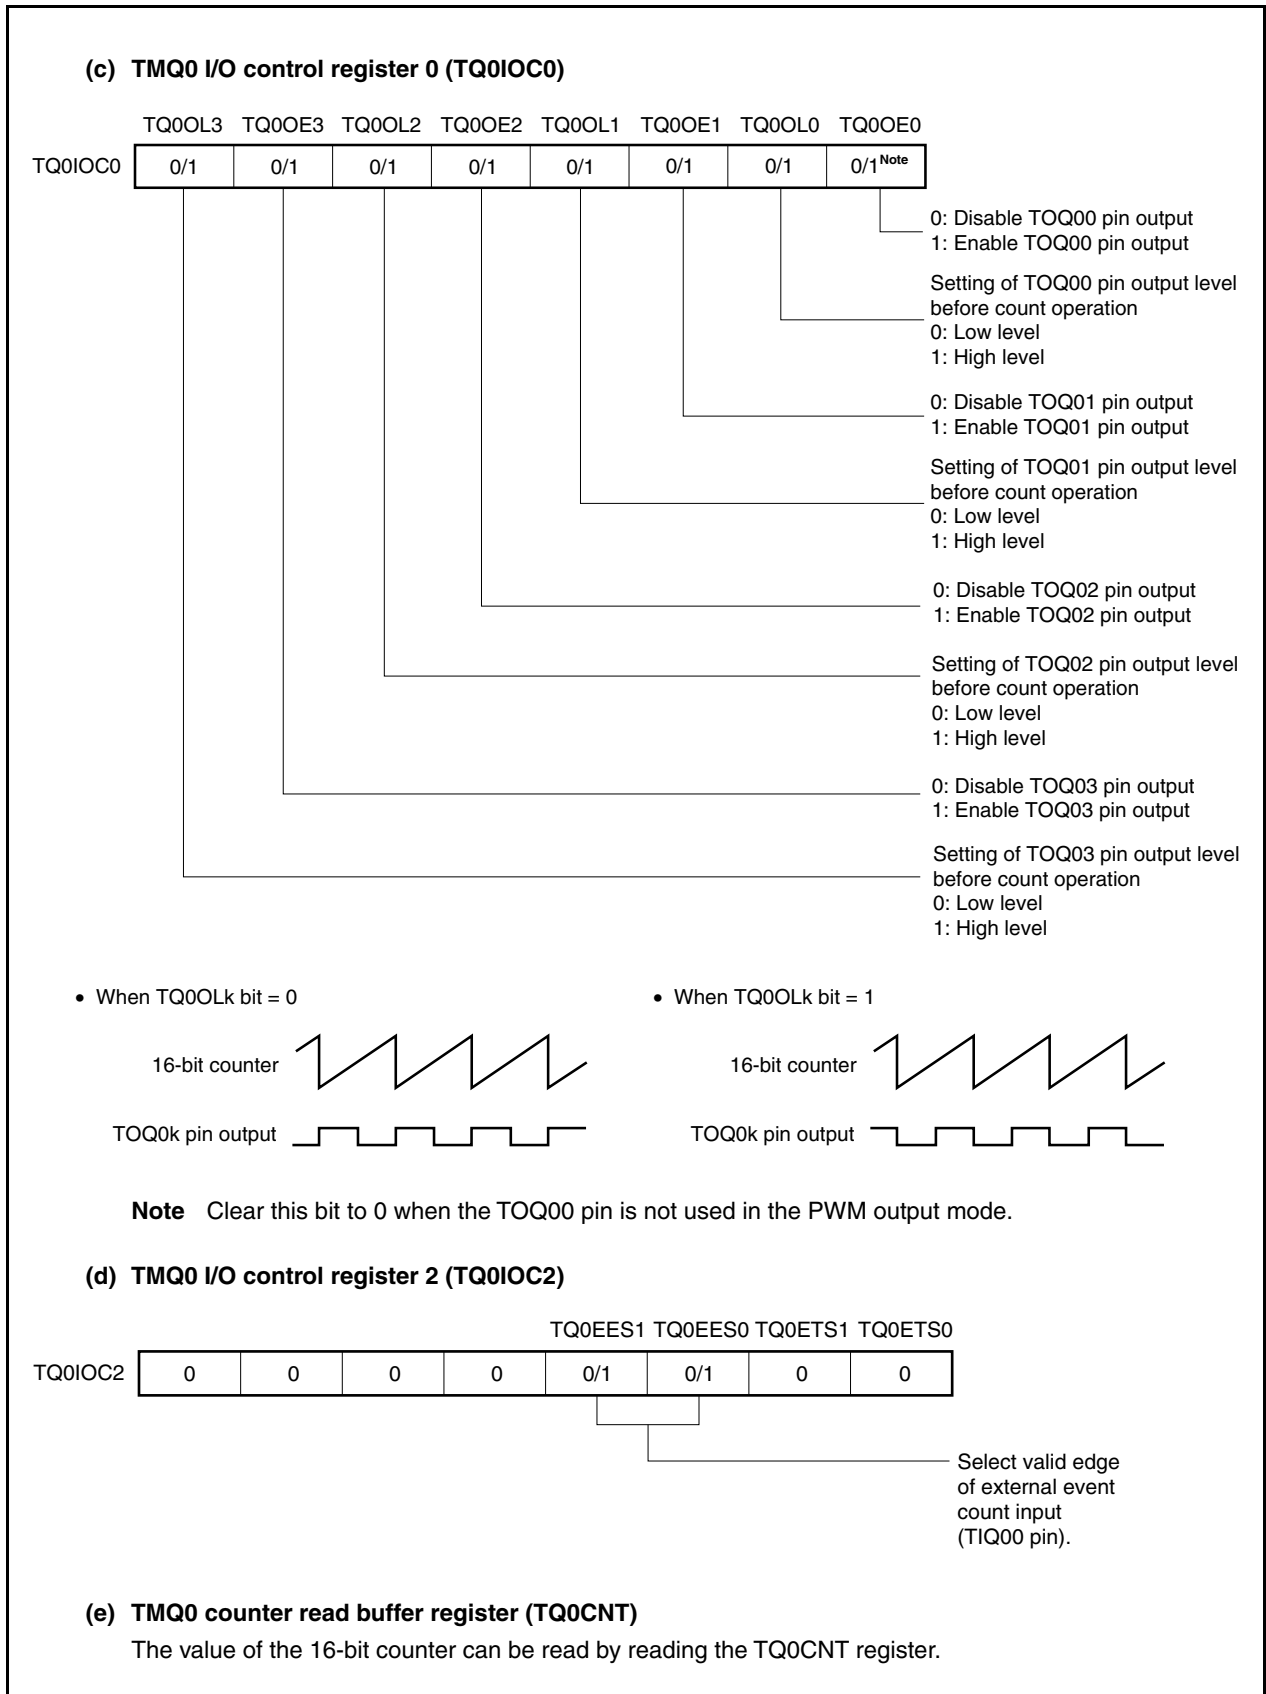 (c) TMQ0 I/O control register 0 (TQ0IOC0)
TQ0OL3 TQ0OE3 TQ0OL2 TQ0OE2 TQ0OL1 TQ0OE1 TQ0OL0 TQ0OE0
TQ0IOC0 0/1 0/1 0/1 0/1 0/1 0/1 0/1 0/1Note
0: Disable TOQ00 pin output
1: Enable TOQ00 pin output
Setting of TOQ00 pin output level
before count operation
0: Low level
1: High level
0: Disable TOQ01 pin output
1: Enable TOQ01 pin output
Setting of TOQ01 pin output level
before count operation
0: Low level
1: High level
0: Disable TOQ02 pin output
1: Enable TOQ02 pin output
Setting of TOQ02 pin output level
before count operation
0: Low level
1: High level
0: Disable TOQ03 pin output
1: Enable TOQ03 pin output
Setting of TOQ03 pin output level
before count operation
0: Low level
1: High level
• When TQ0OLk bit = 0
16-bit counter
TOQ0k pin output
• When TQ0OLk bit = 1
16-bit counter
TOQ0k pin output
Note Clear this bit to 0 when the TOQ00 pin is not used in the PWM output mode.
(d) TMQ0 I/O control register 2 (TQ0IOC2)
TQ0EES1 TQ0EES0 TQ0ETS1 TQ0ETS0
TQ0IOC2 0 0 0 0 0/1 0/1 0 0
Select valid edge
of external event
count input
(TIQ00 pin).
(e) TMQ0 counter read buffer register (TQ0CNT)
The value of the 16-bit counter can be read by reading the TQ0CNT register.